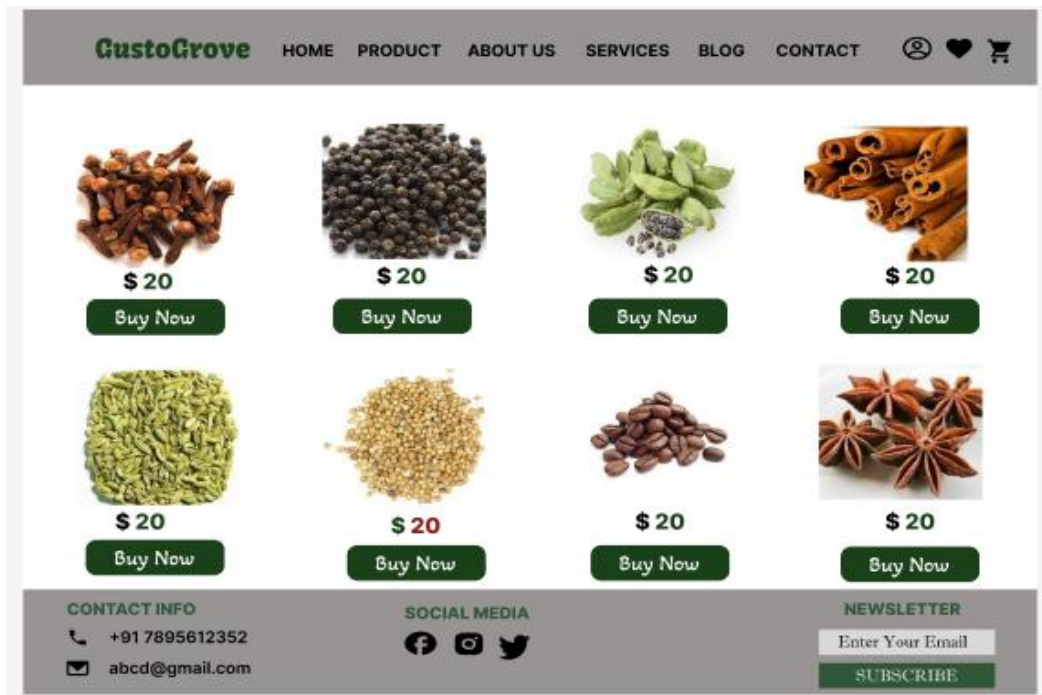 GustoGrove HOME PRODUCT ABOUT US SERVICES BLOG CONTACT
$ 20 $ 20 $ 20 $ 20
Buy Now Buy Now Buy Now Buy Now
$ 20 $ 20 $ 20 $ 20
Buy Now Buy Now Buy Now Buy Now
CONTACT INFO
+91 7895612352
abcd@gmail.com
SOCIAL MEDIA
NEWSLETTER
Enter Your Email
SUBSCRIBE